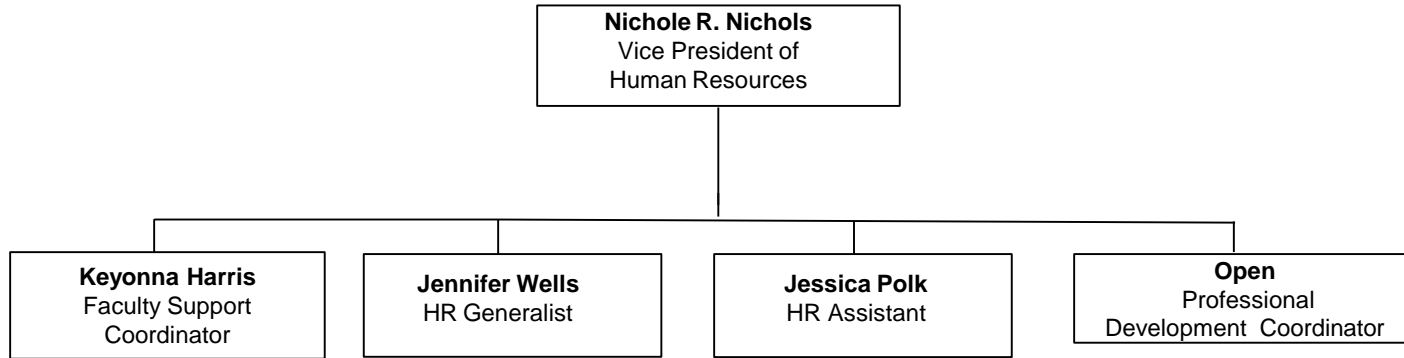 Nichole R. Nichols
Vice President of
Human Resources
Keyonna Harris
Faculty Support
Coordinator
Jennifer Wells
HR Generalist
Jessica Polk
HR Assistant
Open
Professional
Development Coordinator